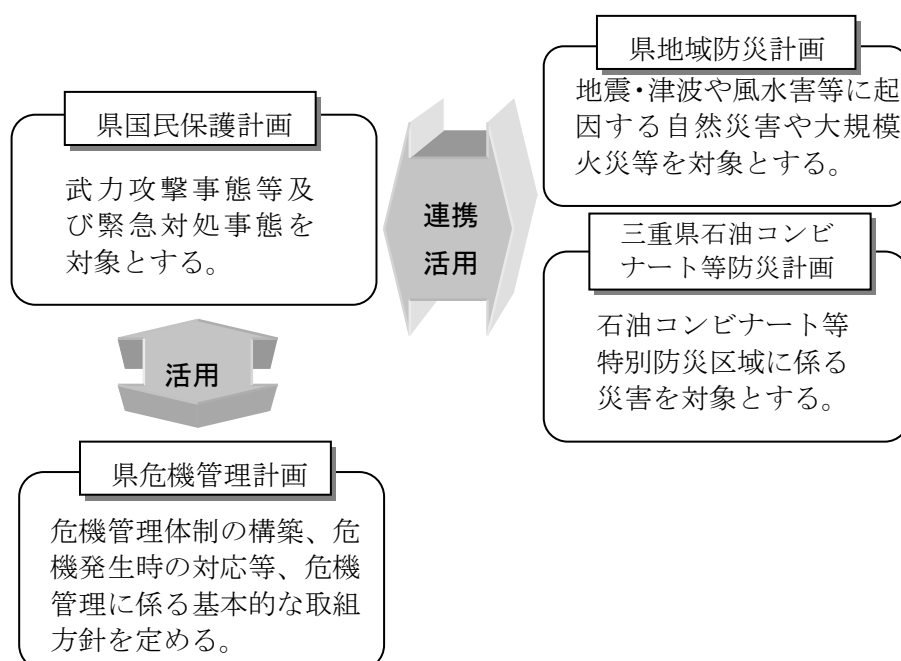 県国民保護計画
武力攻撃事態等及
び緊急対処事態を
対象とする。
連携
活用
県地域防災計画
地震・津波や風水害等に起
因する自然災害や大規模
火災等を対象とする。
三重県石油コンビ
ナート等防災計画
石油コンビナート等
特別防災区域に係る
災害を対象とする。
活用
県危機管理計画
危機管理体制の構築、危
機発生時の対応等、危機
管理に係る基本的な取組
方針を定める。